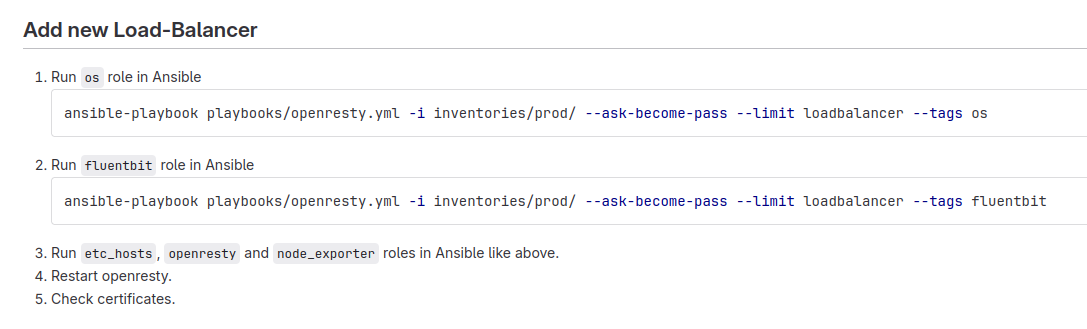 Add new Load-Balancer
1. Run os role in Ansible
ansible-playbook playbooks/openresty.yml -i inventories/prod/ --ask-become-pass --limit loadbalancer --tags os
2. Run fluentbit role in Ansible
ansible-playbook playbooks/openresty.yml -i inventories/prod/ --ask-become-pass --limit loadbalancer --tags fluentbit
3. Run etc_hosts, openresty and node_exporter roles in Ansible like above.
4. Restart openresty.
5. Check certificates.